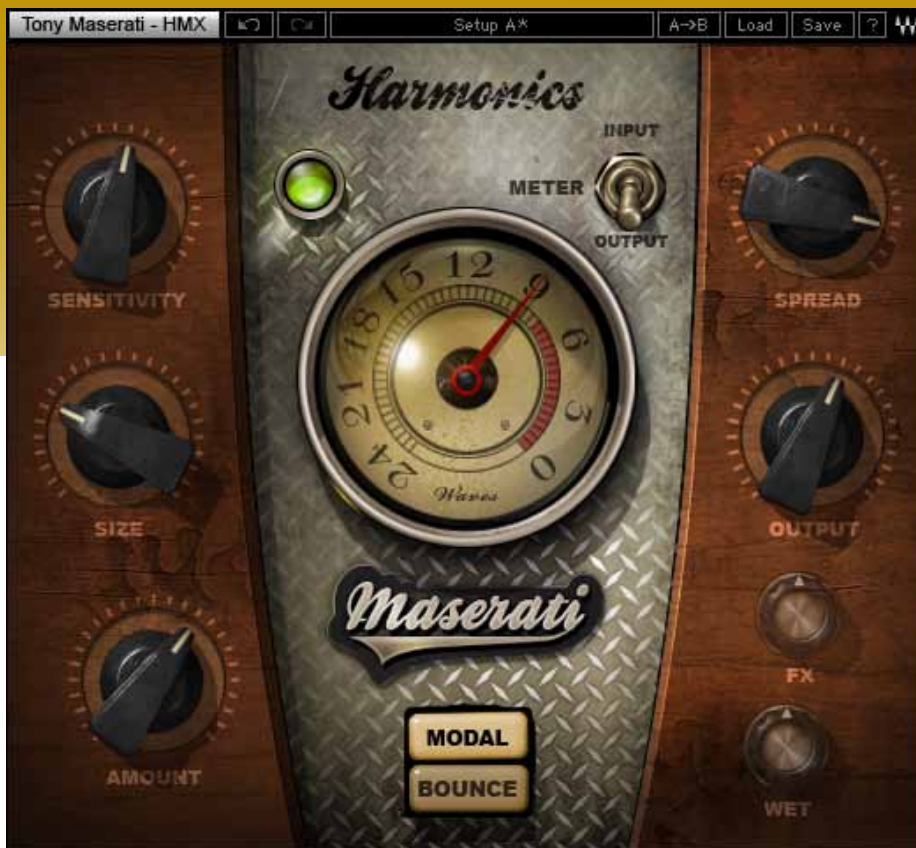 Tony Maserati - HMX
Setup A*
A->B
Load
Save
?
Harmonics
INPUT
METER
OUTPUT
SENSITIVITY
SPREAD
24 21 18 15 12 9 6 3 0
Waves
SIZE
OUTPUT
Maserati
FX
MODAL
AMOUNT
BOUNCE
WET